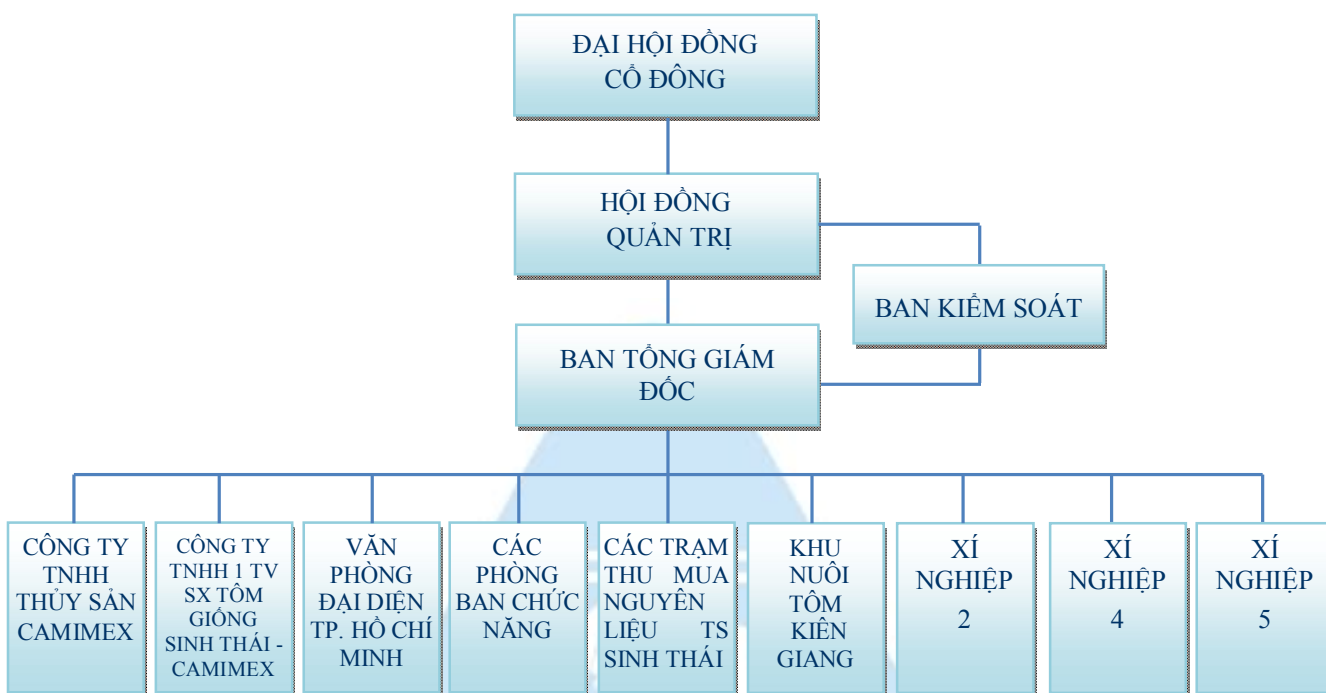 ĐẠI HỘI ĐỒNG
CỔ ĐÔNG
HỘI ĐỒNG
QUẢN TRỊ
BAN KIỂM SOÁT
BAN TỔNG GIÁM
ĐỐC
CÔNG TY
TNHH
THỦY SẢN
CAMIMEX
CÔNG TY
TNHH 1 TV
SX TÔM
GIỐNG
SINH THÁI -
CAMIMEX
VĂN
PHÒNG
ĐẠI DIỆN
TP. HỒ CHÍ
MINH
CÁC
PHÒNG
BAN CHỨC
NĂNG
CÁC TRẠM
THU MUA
NGUYÊN
LIỆU TS
SINH THÁI
KHU
NUÔI
TÔM
KIÊN
GIANG
XÍ
NGHIỆP
2
XÍ
NGHIỆP
4
XÍ
NGHIỆP
5